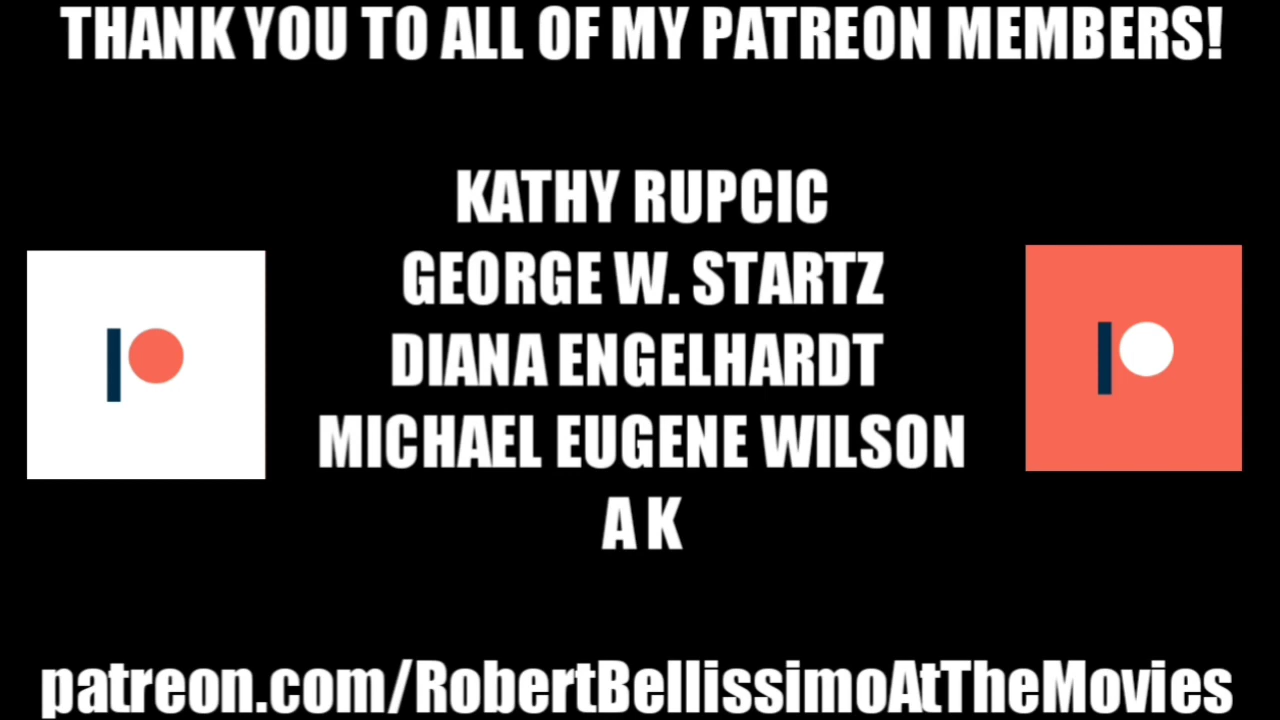 THANK YOU TO ALL OF MY PATREON MEMBERS!
KATHY RUPCIC
GEORGE W. STARTZ
DIANA ENGELHARDT
MICHAEL EUGENE WILSON
A K
patreon.com/RobertBellissimoAtTheMovies